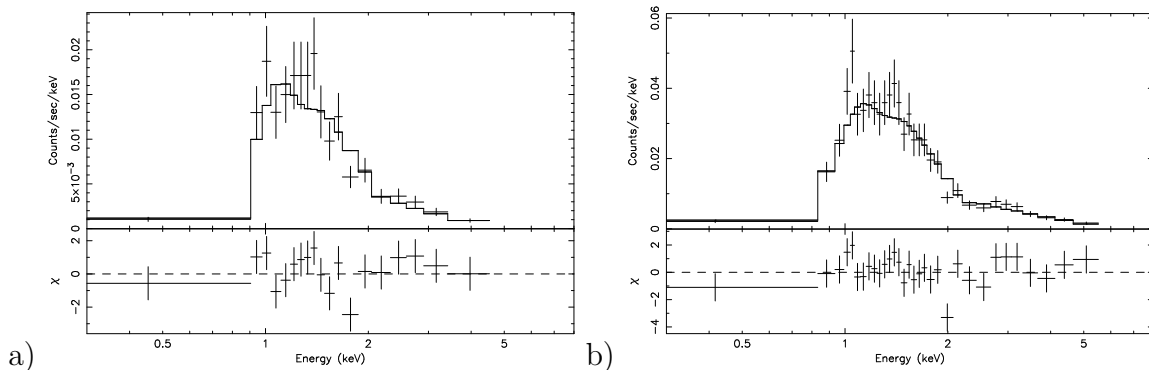 0.02
0.015
0.01
5×10⁻³
0
Counts/sec/keV
2
0
−2
χ
0.5 1 2 5
Energy (keV)
a)
0.06
0.04
0.02
0
Counts/sec/keV
2
0
−2
−4
χ
0.5 1 2 5
Energy (keV)
b)